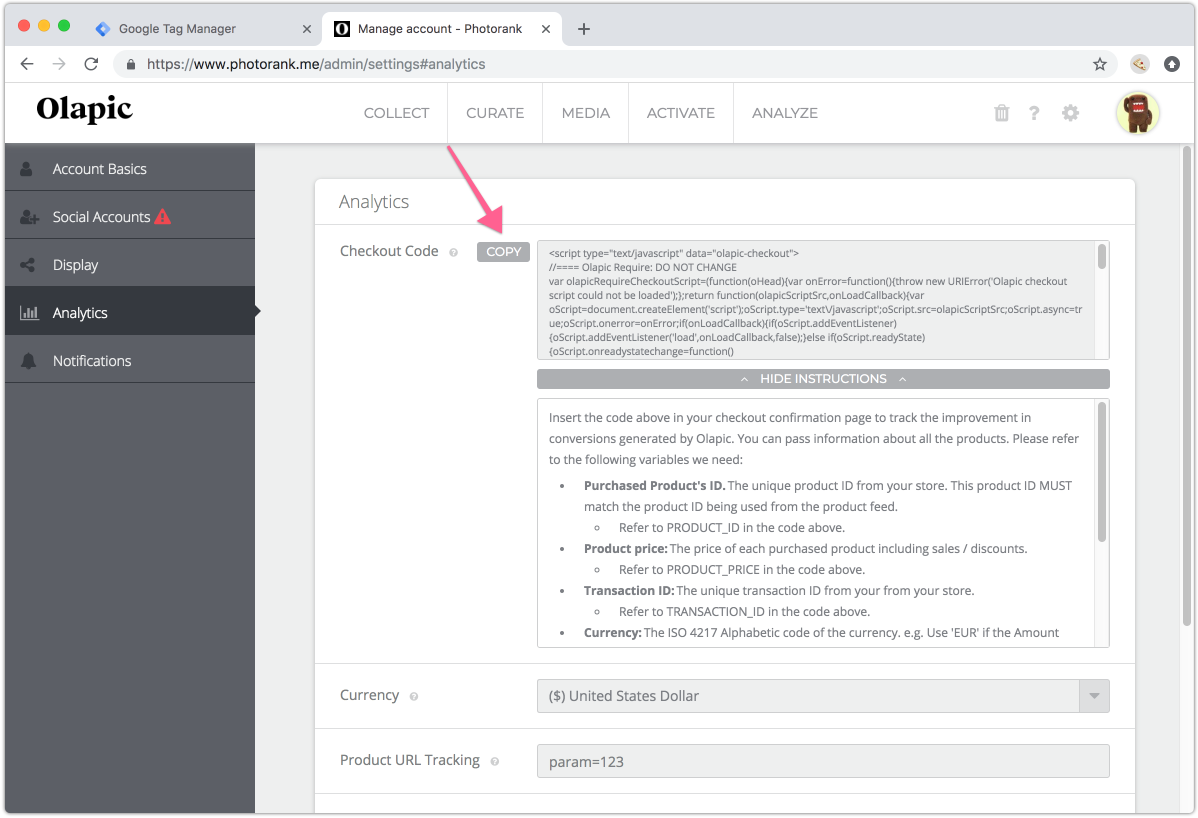 Google Tag Manager
Manage account - Photorank
https://www.photorank.me/admin/settings#analytics
Olapic
COLLECT
CURATE
MEDIA
ACTIVATE
ANALYZE
?
Account Basics
Social Accounts
Display
Analytics
Notifications
Analytics
Checkout Code ?
COPY
<script type="text/javascript" data="olapic-checkout">
//==== Olapic Require: DO NOT CHANGE
var olapicRequireCheckoutScript=(function(oHead){var onError=function(){throw new URIError('Olapic checkout
script could not be loaded');};return function(olapicScriptSrc,onLoadCallback){var
oScript=document.createElement('script');oScript.type='text\/javascript';oScript.src=olapicScriptSrc;oScript.async=tr
ue;oScript.onerror=onError;if(onLoadCallback){if(oScript.addEventListener)
{oScript.addEventListener('load',onLoadCallback,false);}else if(oScript.readyState)
{oScript.onreadystatechange=function()
HIDE INSTRUCTIONS
Insert the code above in your checkout confirmation page to track the improvement in
conversions generated by Olapic. You can pass information about all the products. Please refer
to the following variables we need:
• Purchased Product's ID. The unique product ID from your store. This product ID MUST
match the product ID being used from the product feed.
◦ Refer to PRODUCT_ID in the code above.
• Product price: The price of each purchased product including sales / discounts.
◦ Refer to PRODUCT_PRICE in the code above.
• Transaction ID: The unique transaction ID from your from your store.
◦ Refer to TRANSACTION_ID in the code above.
• Currency: The ISO 4217 Alphabetic code of the currency. e.g. Use 'EUR' if the Amount
Currency ?
($) United States Dollar
Product URL Tracking ?
param=123